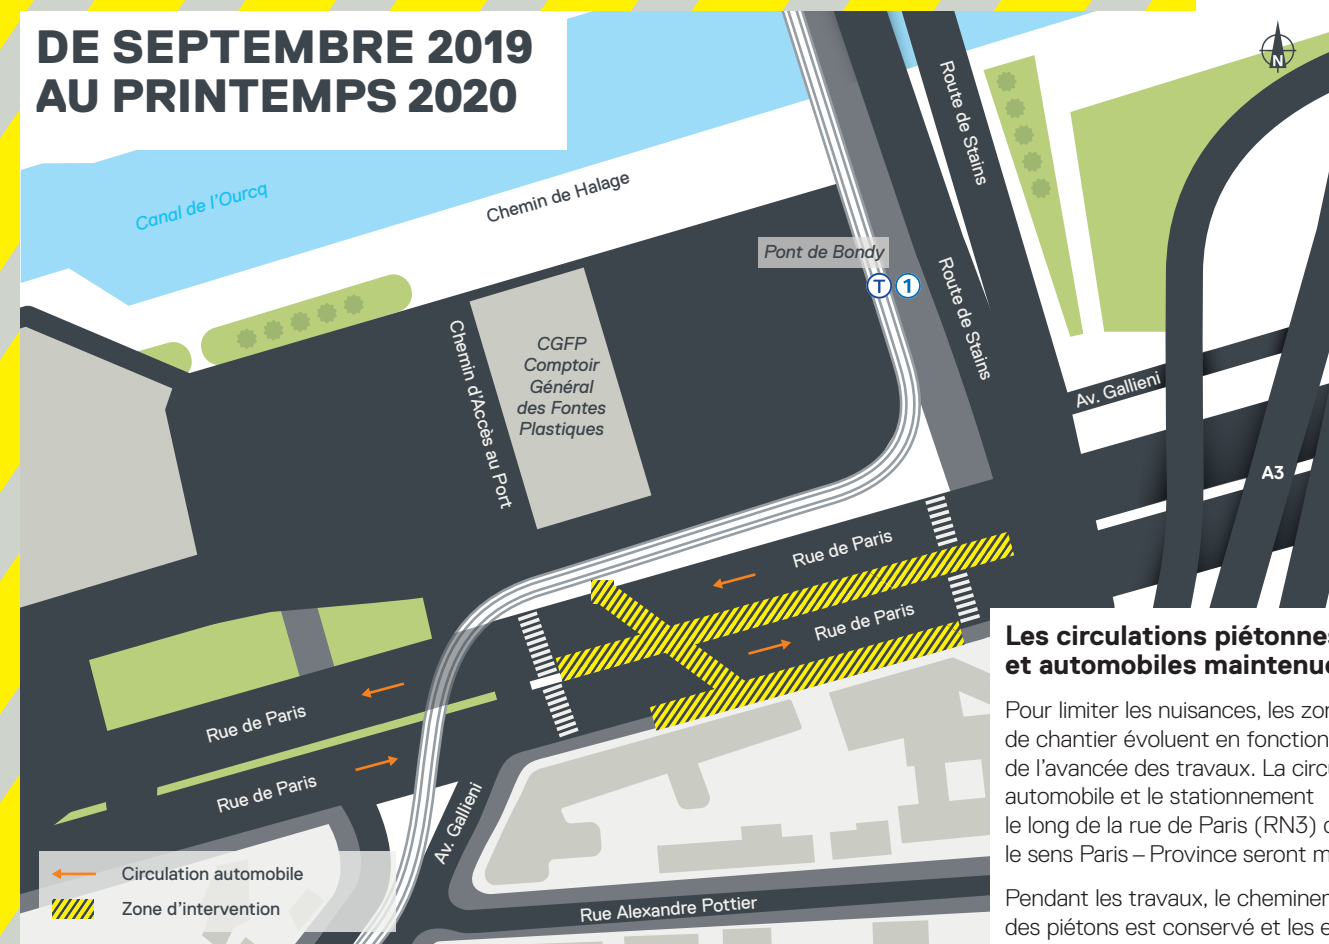 DE SEPTEMBRE 2019
AU PRINTEMPS 2020
N
Canal de l'Ourcq
Chemin de Halage
Route de Stains
Pont de Bondy
T 1
Route de Stains
Chemin d'Accès au Port
CGFP
Comptoir
Général
des Fontes
Plastiques
Av. Gallieni
A3
Rue de Paris
Rue de Paris
Rue de Paris
Rue de Paris
Av. Gallieni
Rue Alexandre Pottier
Circulation automobile
Zone d'intervention
Les circulations piétonnes
et automobiles
Pour limiter les nuisances, les
de chantier évoluent en fonction
de l'avancée des travaux. La
automobile et le stationnement
le long de la rue de Paris (RN3)
le sens Paris – Province seront
Pendant les travaux, le
des piétons est conservé et les